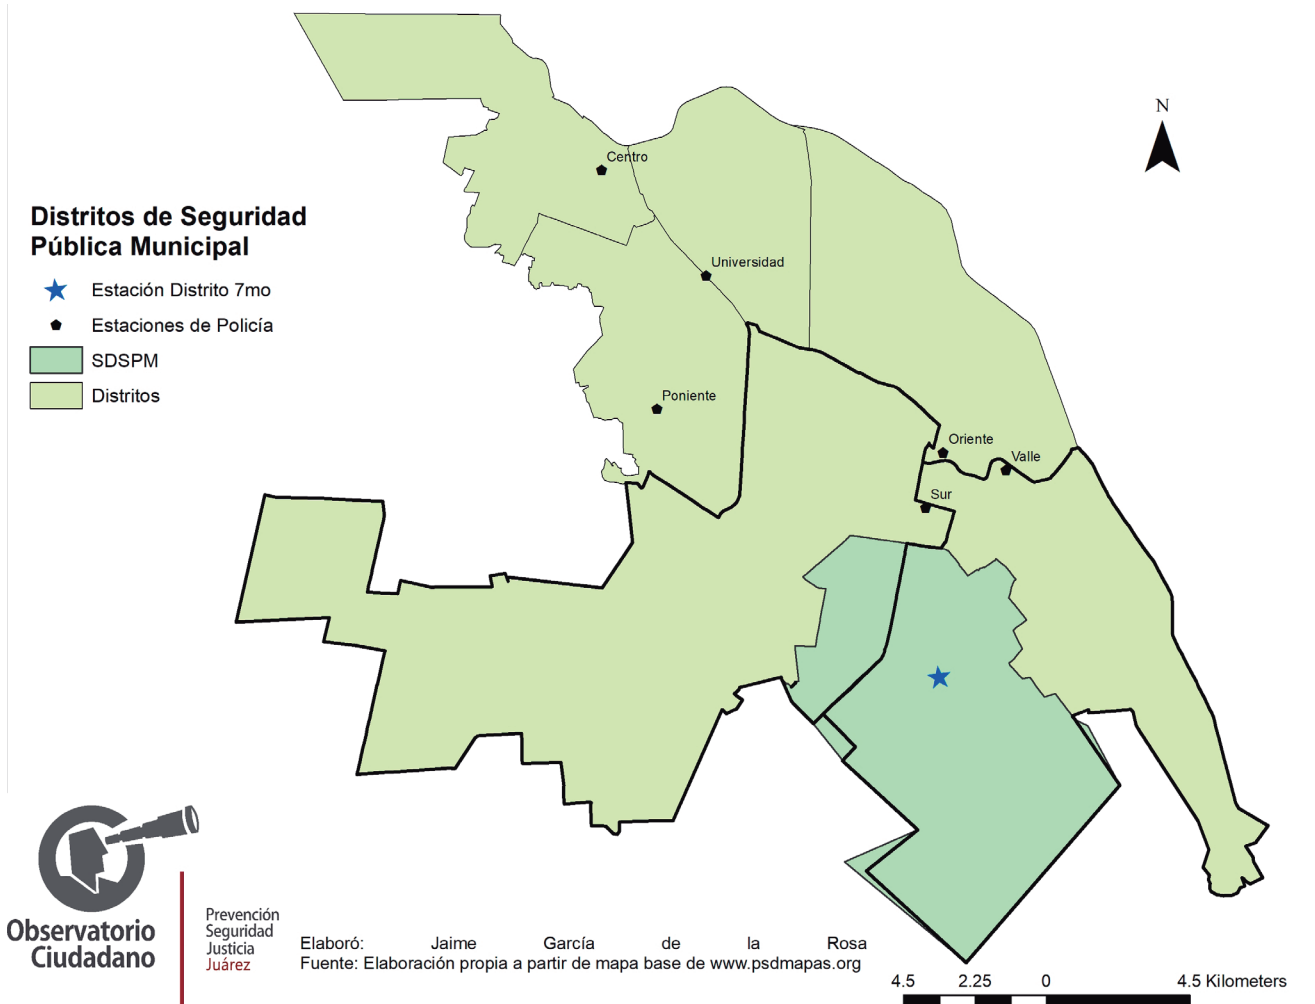 N
Centro
Distritos de Seguridad
Pública Municipal
Universidad
Estación Distrito 7mo
Estaciones de Policía
SDSPM
Distritos
Poniente
Oriente
Valle
Sur
Observatorio
Ciudadano
Prevención
Seguridad
Justicia
Juárez
Elaboró: Jaime García de la Rosa
Fuente: Elaboración propia a partir de mapa base de www.psdmapas.org
4.5 2.25 0 4.5 Kilometers